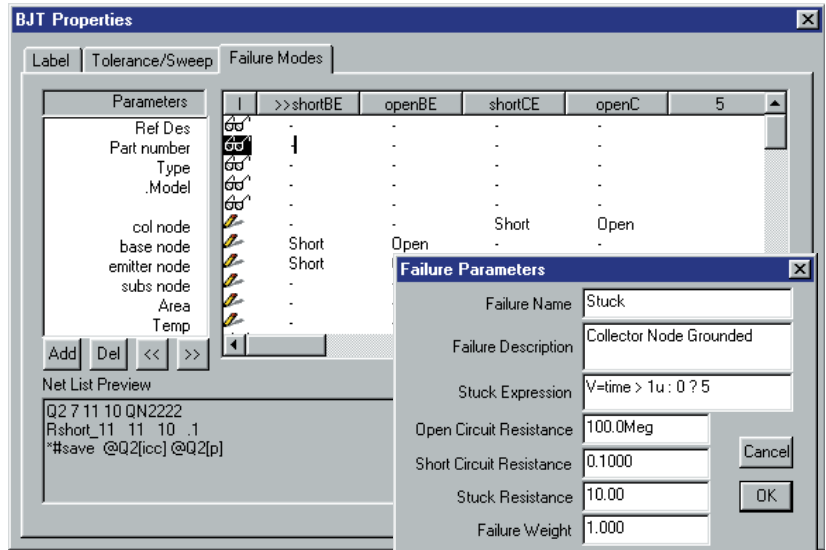 BJT Properties
Label Tolerance/Sweep Failure Modes
Parameters I >>shortBE openBE shortCE openC 5
Ref Des - - - -
Part number - - - -
Type - - - -
.Model - - - -
- - - -
col node - - Short Open
base node Short Open - -
emitter node Short
subs node -
Area -
Temp -
Add Del << >>
Net List Preview
Q2 7 11 10 QN2222
Rshort_11 11 10 .1
*#save @Q2[icc] @Q2[p]
Failure Parameters
Failure Name Stuck
Failure Description Collector Node Grounded
Stuck Expression V=time > 1u : 0 ? 5
Open Circuit Resistance 100.0Meg
Short Circuit Resistance 0.1000
Stuck Resistance 10.00
Failure Weight 1.000
Cancel
OK